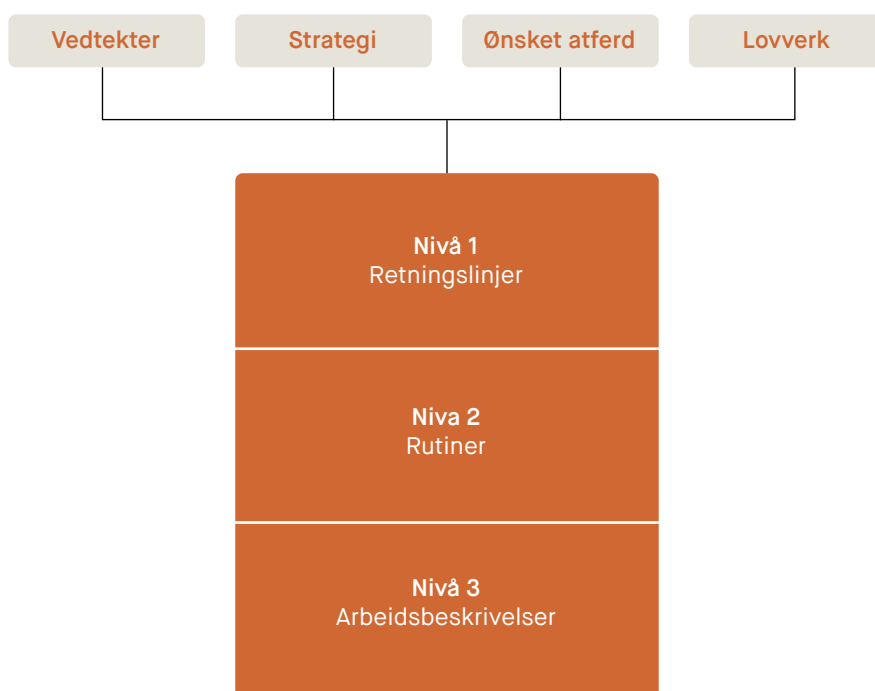 Vedtekter
Strategi
Ønsket atferd
Lovverk
Nivå 1
Retningslinjer
Niva 2
Rutiner
Nivå 3
Arbeidsbeskrivelser